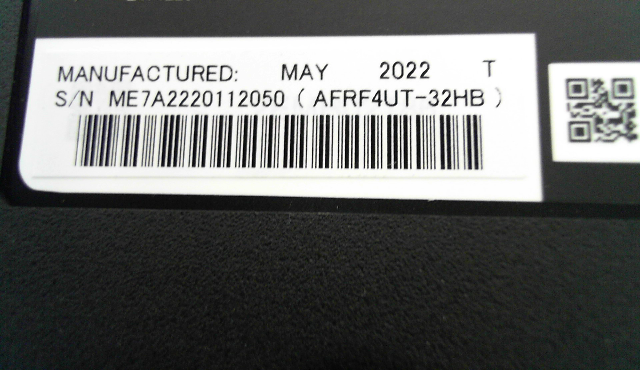 MANUFACTURED: MAY 2022 T
S/N ME7A2220112050 ( AFRF4UT-32HB )